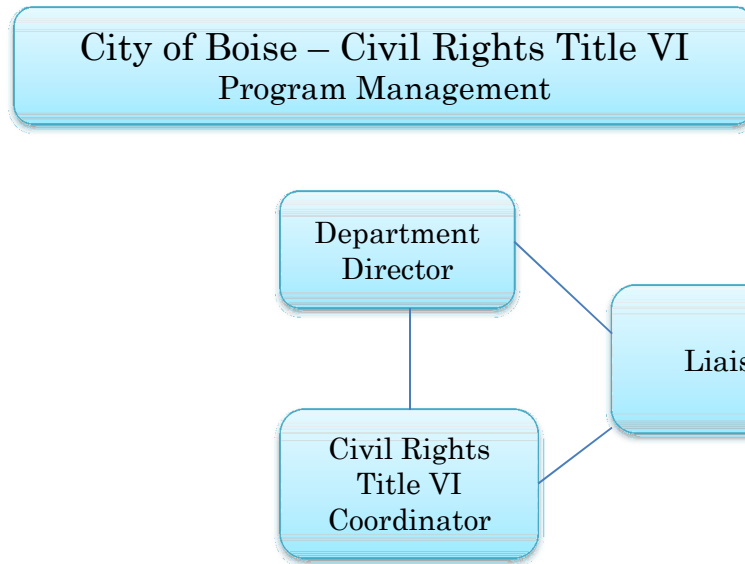 City of Boise – Civil Rights Title VI
Program Management
Department
Director
Civil Rights
Title VI
Coordinator